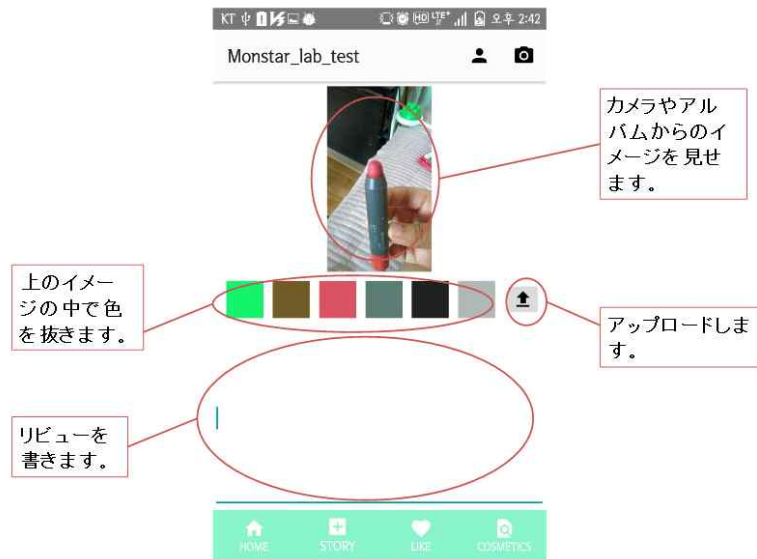 KT
HD LTE 오후 2:42
Monstar_lab_test
カメラやアル
バムからのイ
メージを見せ
ます。
上のイメー
ジの中で色
を抜きます。
アップロードしま
す。
リビューを
書きます。
HOME STORY LIKE COSMETICS